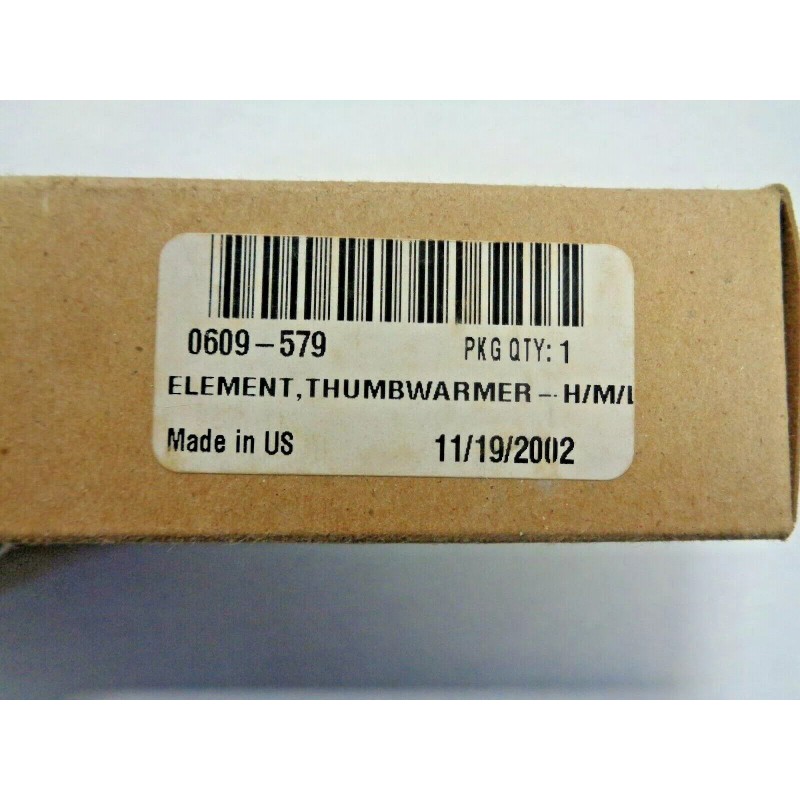 0609-579 PKG QTY: 1
ELEMENT,THUMBWARMER-H/M/L
Made in US 11/19/2002